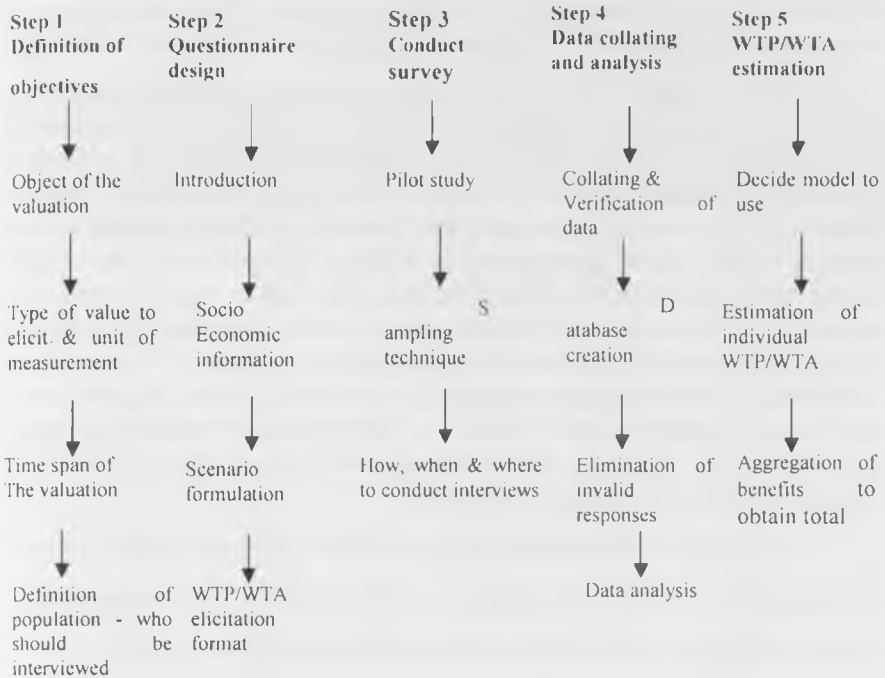 Step 1
Definition of
objectives
Object of the
valuation
Type of value to
elicit & unit of
measurement
Time span of
The valuation
Definition of
population - who
should be
interviewed
Step 2
Questionnaire
design
Introduction
Socio
Economic
information
Scenario
formulation
WTP/WTA
elicitation
format
Step 3
Conduct
survey
Pilot study
S
ampling
technique
How, when & where
to conduct interviews
Step 4
Data collating
and analysis
Collating &
Verification of
data
D
atabase
creation
Elimination of
invalid
responses
Data analysis
Step 5
WTP/WTA
estimation
Decide model to
use
Estimation of
individual
WTP/WTA
Aggregation of
benefits to
obtain total